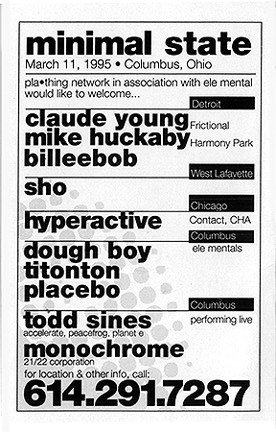 minimal state
March 11, 1995 • Columbus, Ohio
pla•thing network in association with ele mental
would like to welcome...
Detroit
claude young Frictional
mike huckaby Harmony Park
billeebob
West Lafayette
sho
Chicago
hyperactive Contact, CHA
Columbus
dough boy ele mentals
titonton
placebo
Columbus
todd sines performing live
accelerate, peacefrog, planet e
monochrome
21/22 corporation
for location & other info, call:
614.291.7287